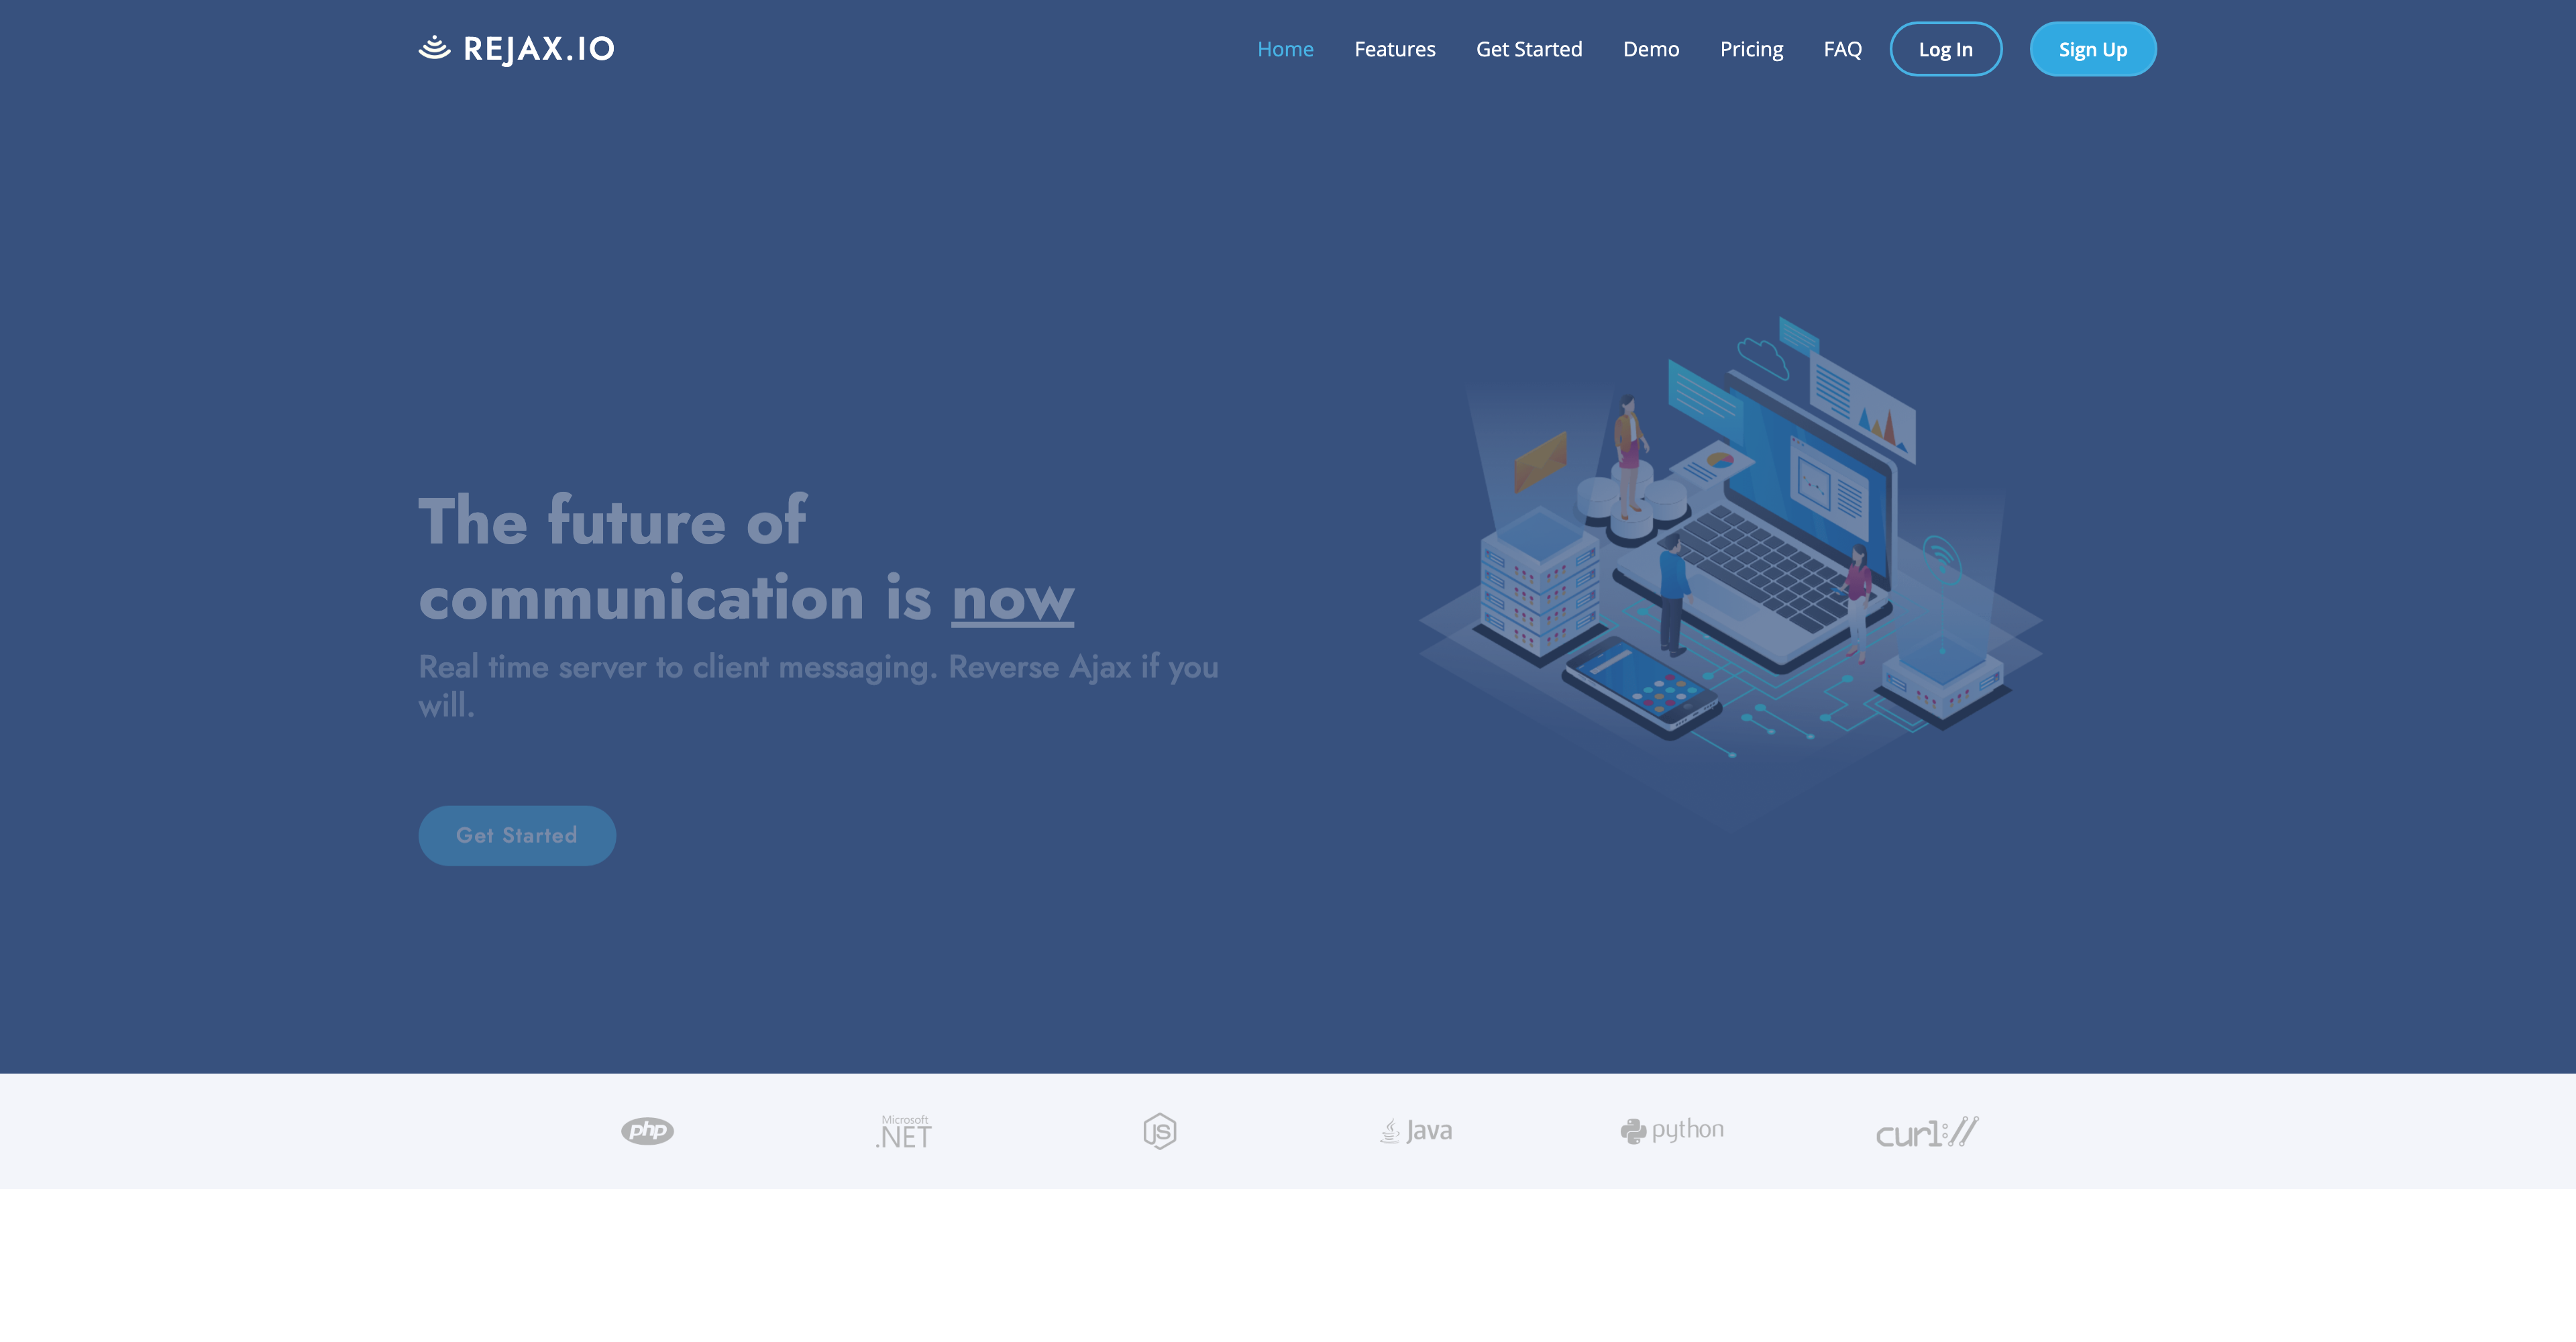 REJAX.IO
Home Features Get Started Demo Pricing FAQ Log In Sign Up
The future of
communication is now
Real time server to client messaging. Reverse Ajax if you
will.
Get Started
php
Microsoft
.NET
JS
Java
python
curl://